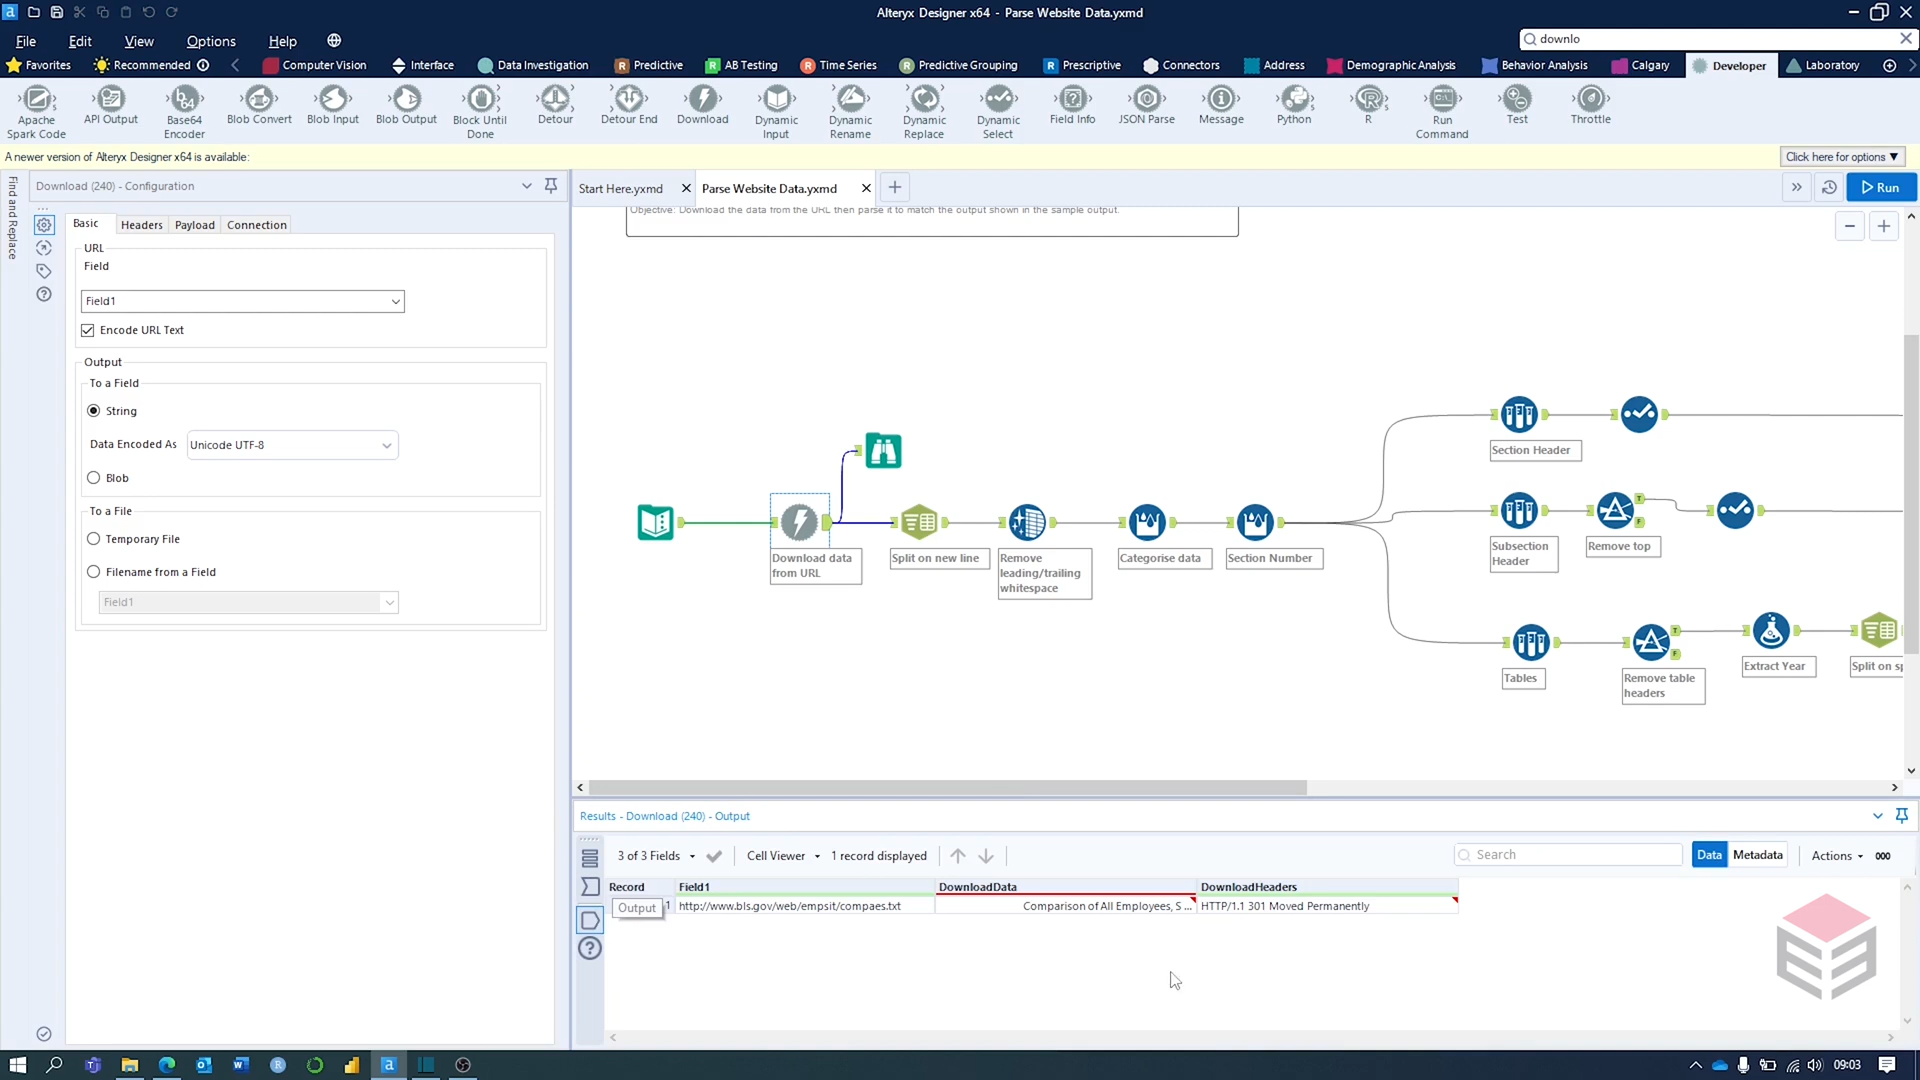 Alteryx Designer x64 - Parse Website Data.yxmd
File Edit View Options Help
downlo
Favorites Recommended Computer Vision Interface Data Investigation Predictive AB Testing Time Series Predictive Grouping Prescriptive Connectors Address Demographic Analysis Behavior Analysis Calgary Developer Laboratory
Apache Spark Code
API Output
Base64 Encoder
Blob Convert
Blob Input
Blob Output
Block Until Done
Detour
Detour End
Download
Dynamic Input
Dynamic Rename
Dynamic Replace
Dynamic Select
Field Info
JSON Parse
Message
Python
R
Run Command
Test
Throttle
A newer version of Alteryx Designer x64 is available:
Click here for options ▼
Find and Replace
Download (240) - Configuration
Start Here.yxmd
Parse Website Data.yxmd
Run
Basic Headers Payload Connection
URL
Field
Field1
Encode URL Text
Output
To a Field
String
Data Encoded As Unicode UTF-8
Blob
To a File
Temporary File
Filename from a Field
Field1
Objective: Download the data from the URL then parse it to match the output shown in the sample output.
Download data
from URL
Split on new line
Remove
leading/trailing
whitespace
Categorise data
Section Number
Section Header
Subsection
Header
Remove top
T
F
Tables
Remove table
headers
T
F
Extract Year
Split on sp
Results - Download (240) - Output
3 of 3 Fields Cell Viewer 1 record displayed
Search
Data Metadata Actions
Record Field1 DownloadData DownloadHeaders
1 http://www.bls.gov/web/empsit/compaes.txt Comparison of All Employees, S ... HTTP/1.1 301 Moved Permanently
Output
09:03